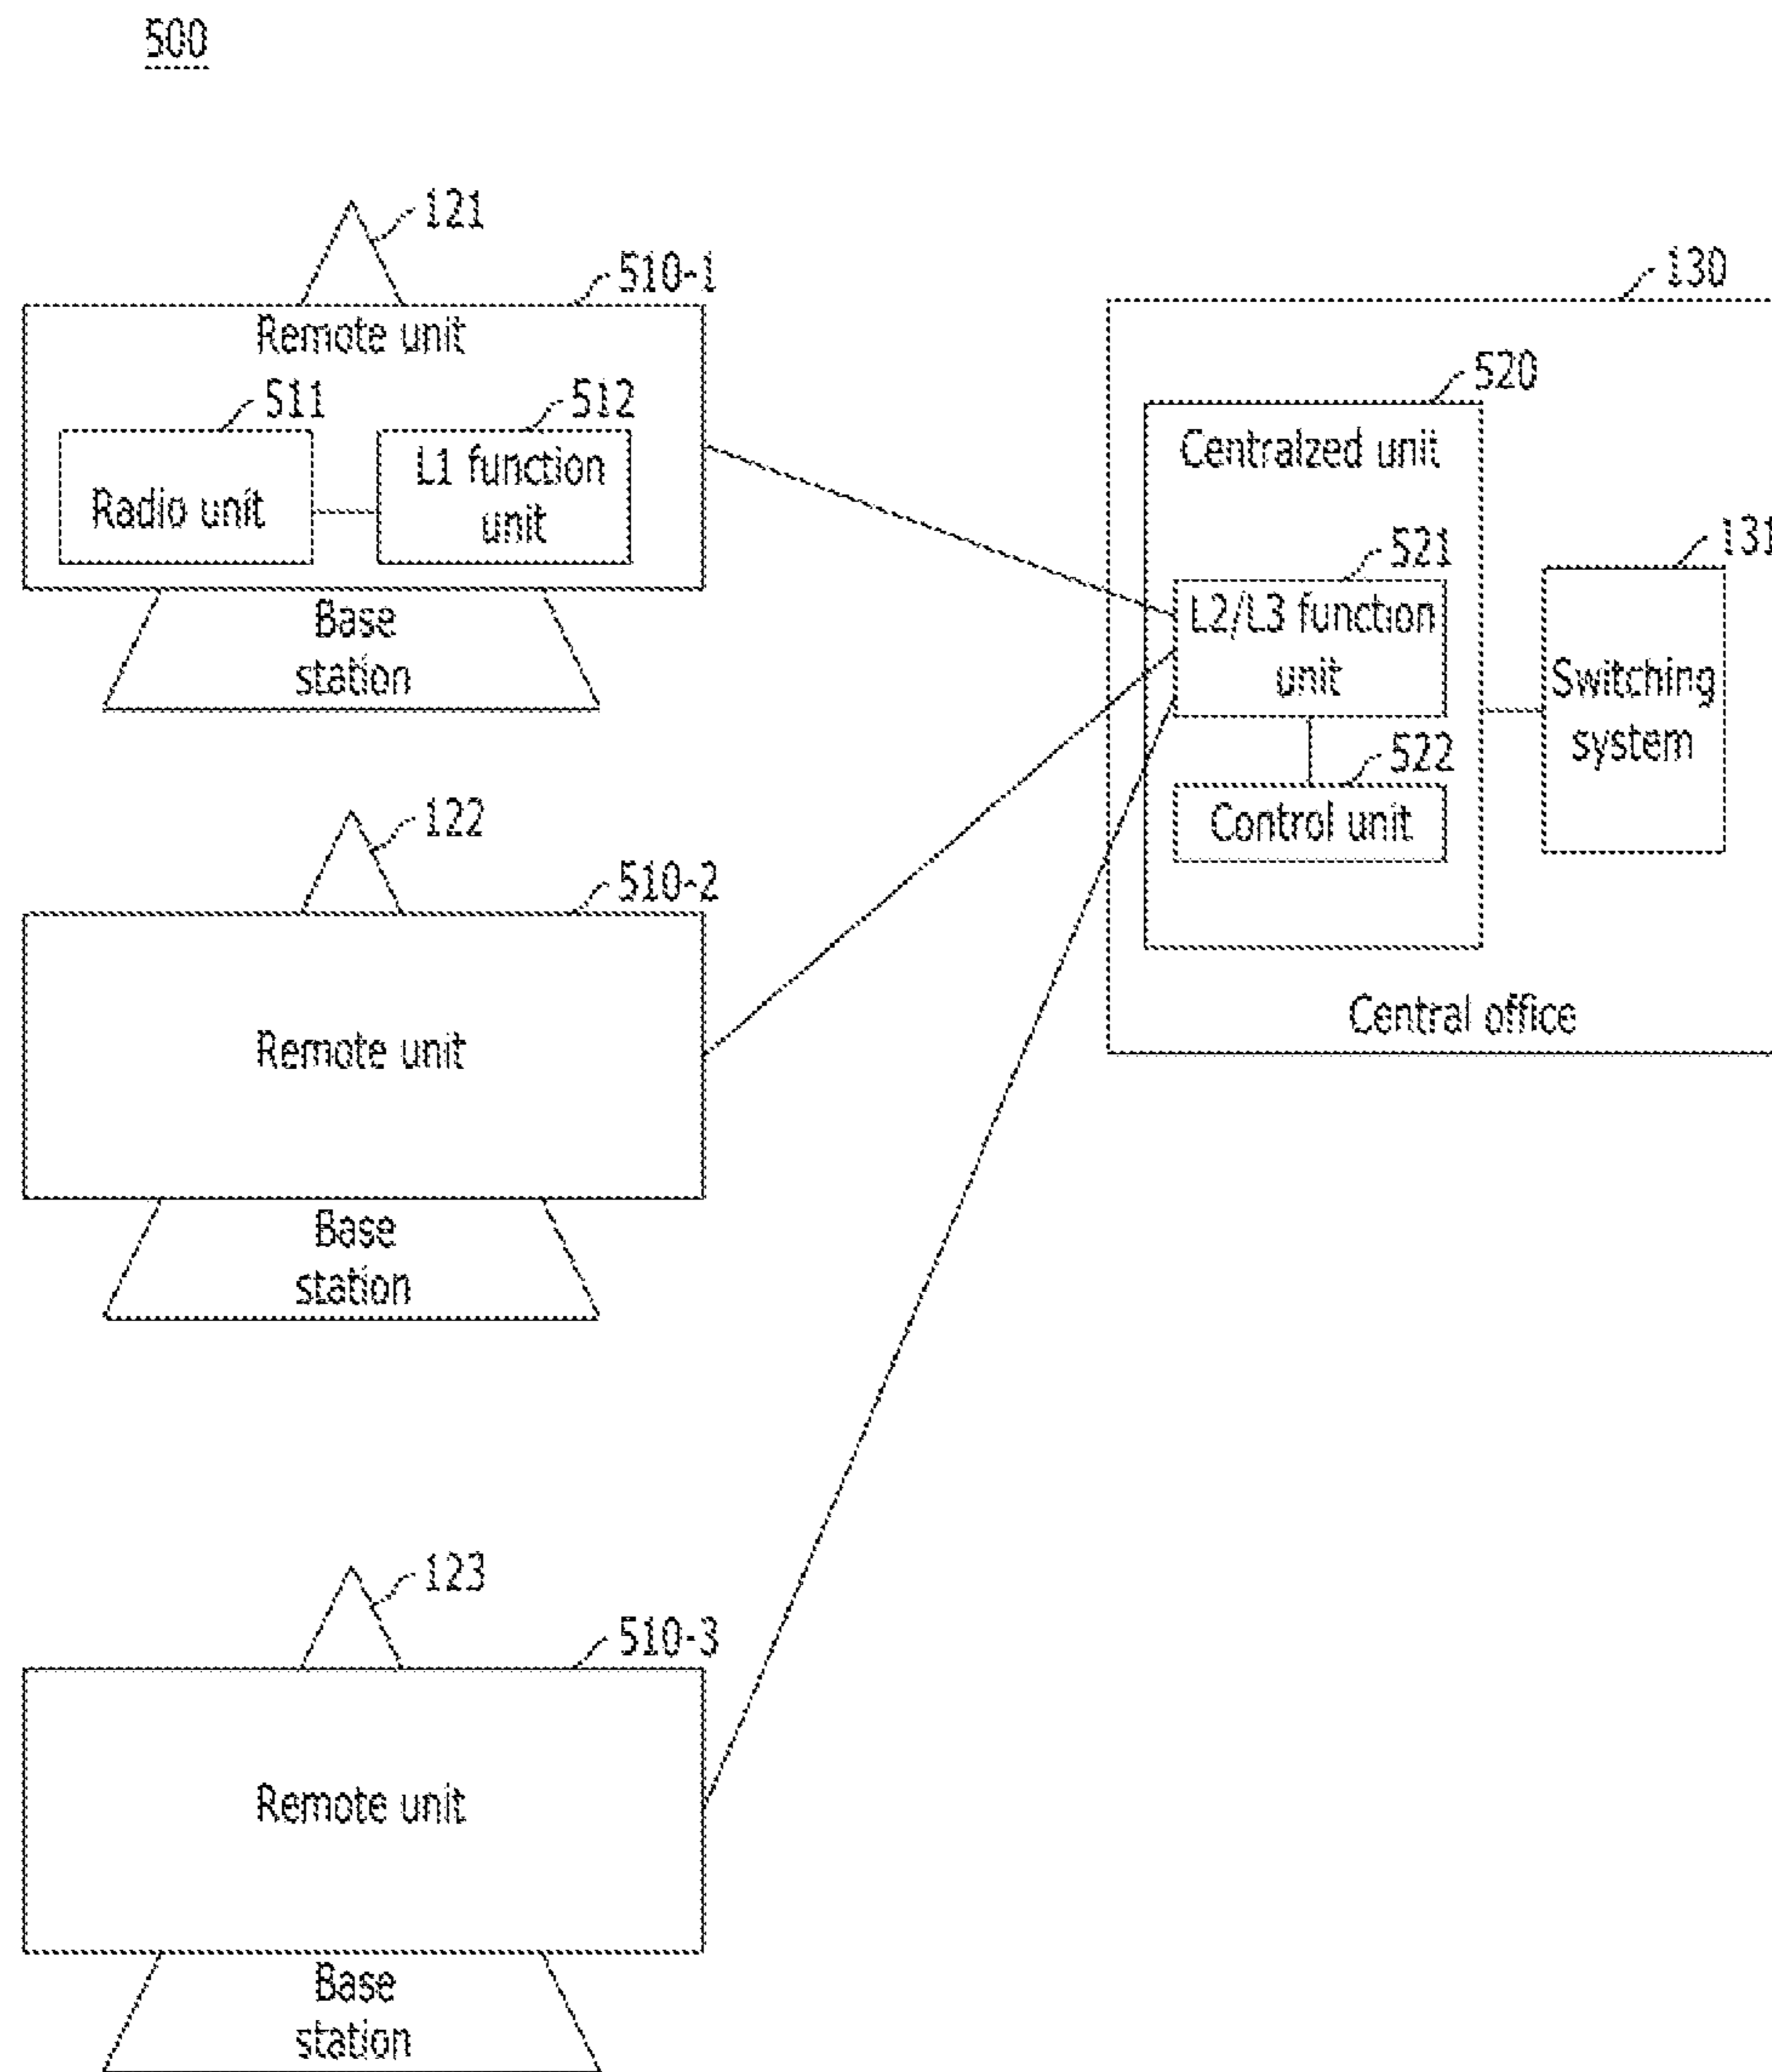 500
121
510-1
Remote unit
511
512
Radio unit
L1 function
unit
Base
station
122
510-2
Remote unit
Base
station
123
510-3
Remote unit
Base
station
130
520
Centralzed unit
521
L2/L3 function
unit
522
Control unit
131
Switching
system
Central office